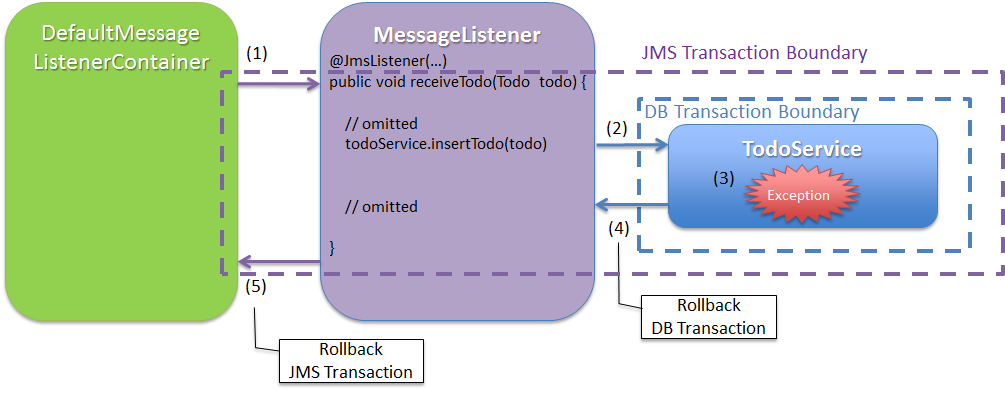 DefaultMessage
ListenerContainer
(1)
MessageListener
@JmsListener(...)
public void receiveTodo(Todo todo) {
// omitted
todoService.insertTodo(todo)
// omitted
}
JMS Transaction Boundary
DB Transaction Boundary
(2)
TodoService
(3)
Exception
(4)
(5)
Rollback
DB Transaction
Rollback
JMS Transaction